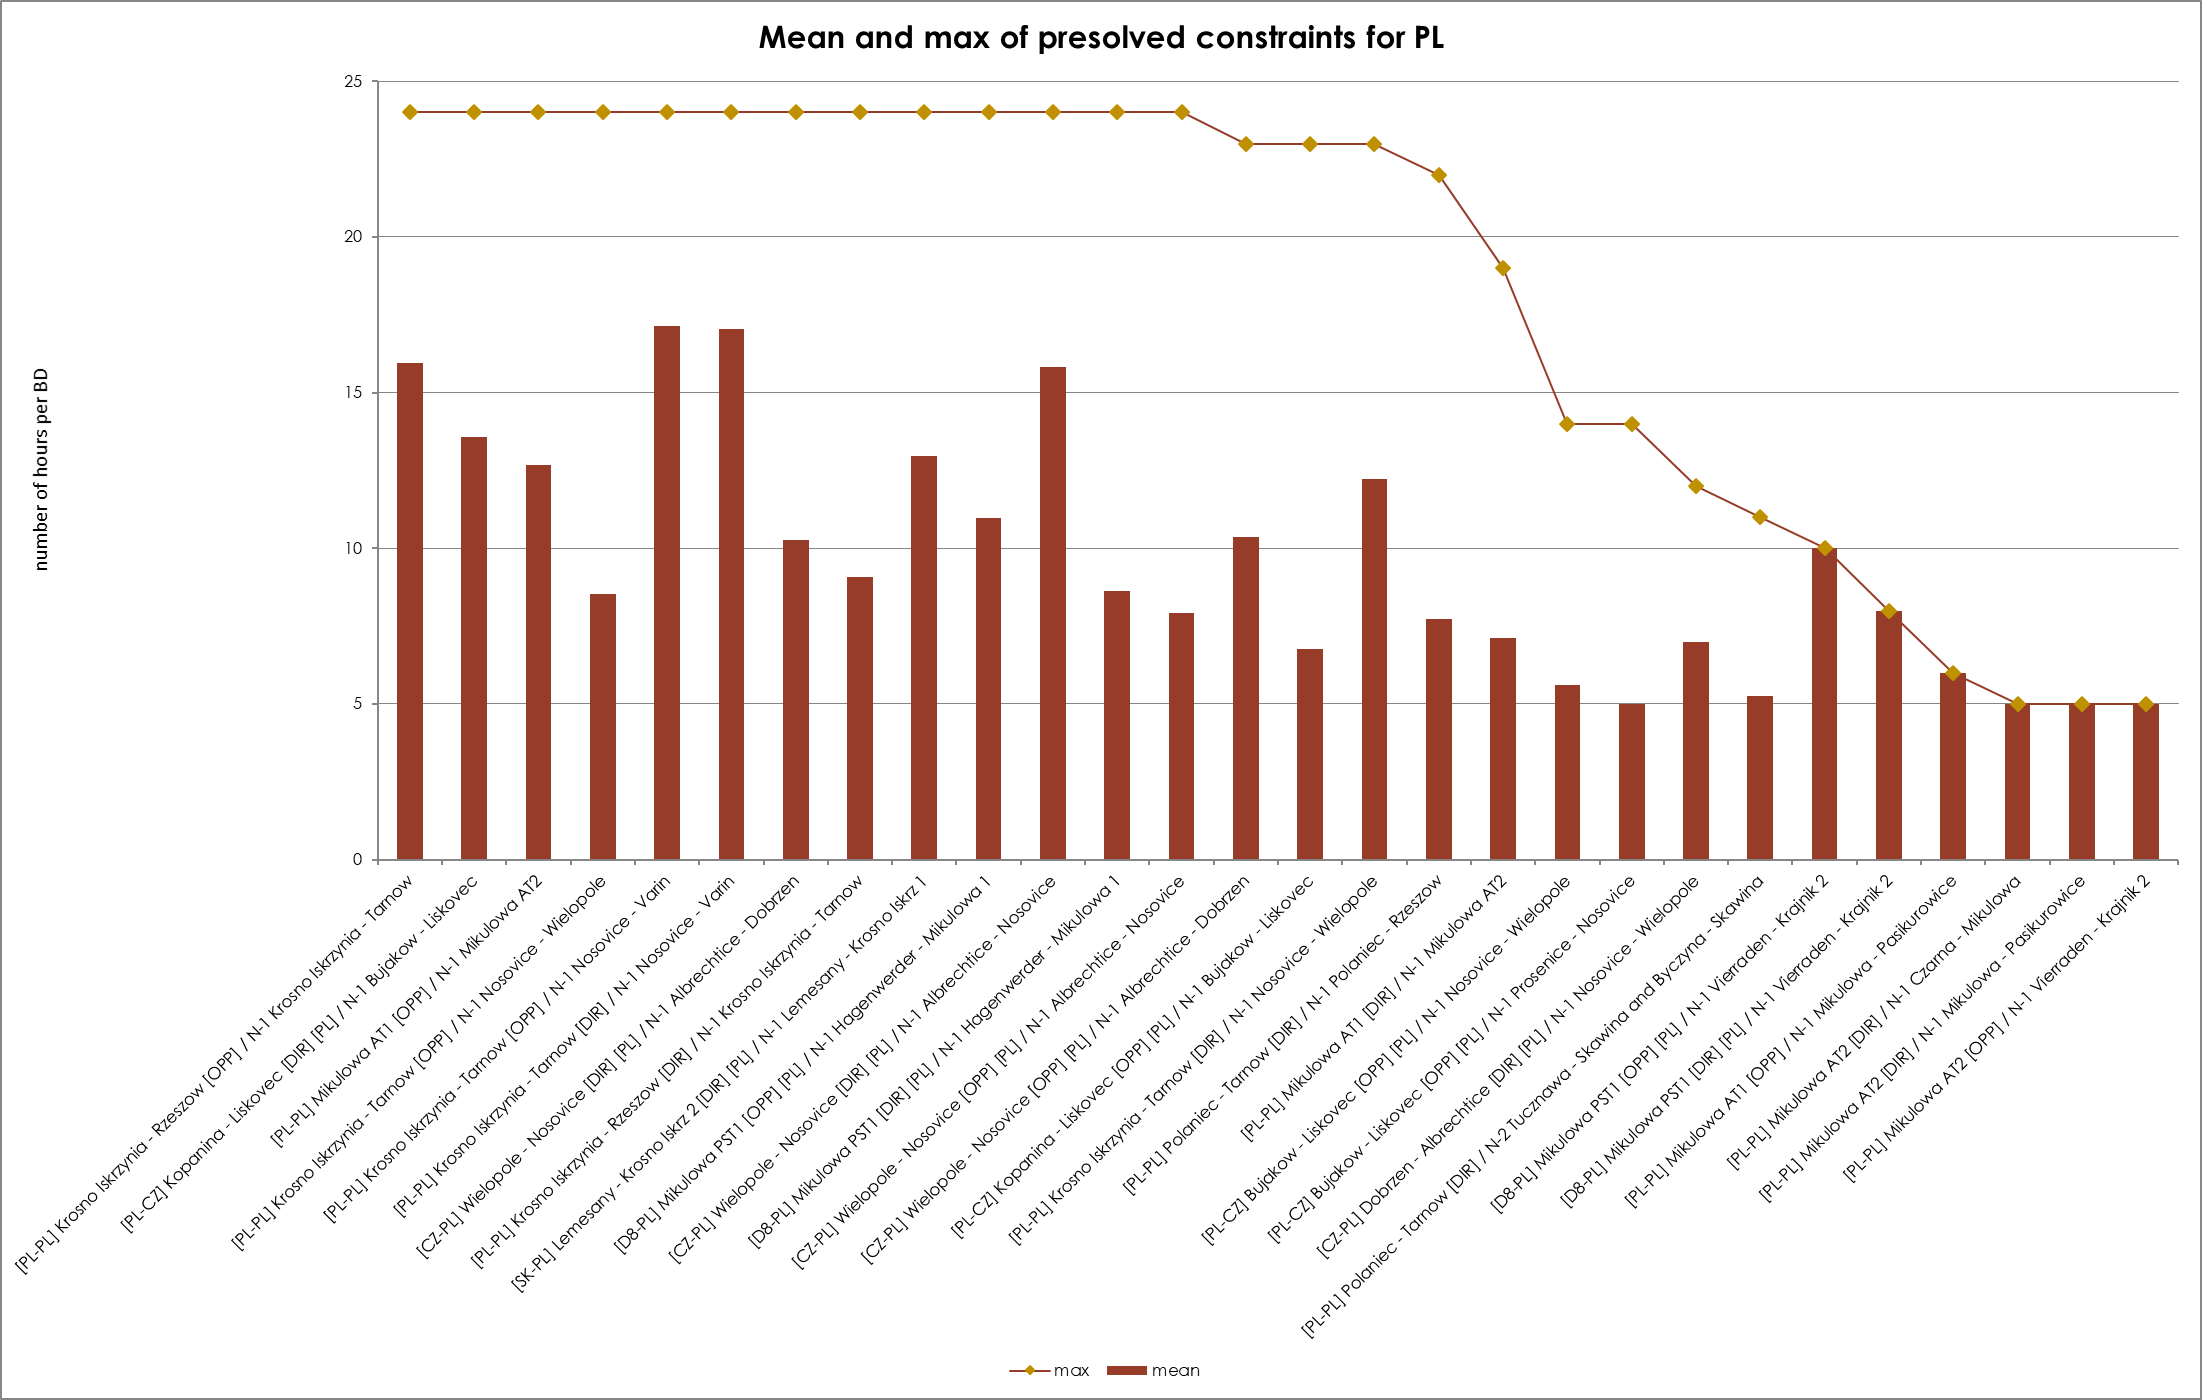 Mean and max of presolved constraints for PL
number of hours per BD
25
20
15
10
5
0
[PL-PL] Krosno Iskrzynia - Rzeszow [OPP] / N-1 Krosno Iskrzynia - Tarnow
[PL-CZ] Kopanina - Liskovec [DIR] [PL] / N-1 Bujakow - Liskovec
[PL-PL] Mikulowa AT1 [OPP] / N-1 Mikulowa AT2
[PL-PL] Krosno Iskrzynia - Tarnow [OPP] / N-1 Nosovice - Wielopole
[PL-PL] Krosno Iskrzynia - Tarnow [OPP] / N-1 Nosovice - Varin
[PL-PL] Krosno Iskrzynia - Tarnow [DIR] / N-1 Nosovice - Varin
[CZ-PL] Wielopole - Nosovice [DIR] [PL] / N-1 Albrechtice - Dobrzen
[PL-PL] Krosno Iskrzynia - Rzeszow [DIR] / N-1 Krosno Iskrzynia - Tarnow
[SK-PL] Lemesany - Krosno Iskrz 2 [DIR] [PL] / N-1 Lemesany - Krosno Iskrz 1
[D8-PL] Mikulowa PST1 [OPP] [PL] / N-1 Hagenwerder - Mikulowa 1
[CZ-PL] Wielopole - Nosovice [DIR] [PL] / N-1 Albrechtice - Nosovice
[D8-PL] Mikulowa PST1 [DIR] [PL] / N-1 Hagenwerder - Mikulowa 1
[CZ-PL] Wielopole - Nosovice [OPP] [PL] / N-1 Albrechtice - Nosovice
[CZ-PL] Wielopole - Nosovice [OPP] [PL] / N-1 Albrechtice - Dobrzen
[PL-CZ] Kopanina - Liskovec [OPP] [PL] / N-1 Bujakow - Liskovec
[PL-PL] Krosno Iskrzynia - Tarnow [DIR] / N-1 Nosovice - Wielopole
[PL-PL] Polaniec - Tarnow [DIR] / N-1 Polaniec - Rzeszow
[PL-PL] Mikulowa AT1 [DIR] / N-1 Mikulowa AT2
[PL-CZ] Bujakow - Liskovec [OPP] [PL] / N-1 Nosovice - Wielopole
[PL-CZ] Bujakow - Liskovec [OPP] [PL] / N-1 Prosenice - Nosovice
[CZ-PL] Dobrzen - Albrechtice [DIR] [PL] / N-1 Nosovice - Wielopole
[PL-PL] Polaniec - Tarnow [DIR] / N-2 Tucznawa - Skawina and Byczyna - Skawina
[D8-PL] Mikulowa PST1 [OPP] [PL] / N-1 Vierraden - Krajnik 2
[D8-PL] Mikulowa PST1 [DIR] [PL] / N-1 Vierraden - Krajnik 2
[PL-PL] Mikulowa AT1 [OPP] / N-1 Mikulowa - Pasikurowice
[PL-PL] Mikulowa AT2 [DIR] / N-1 Czarna - Mikulowa
[PL-PL] Mikulowa AT2 [DIR] / N-1 Mikulowa - Pasikurowice
[PL-PL] Mikulowa AT2 [OPP] / N-1 Vierraden - Krajnik 2
max
mean